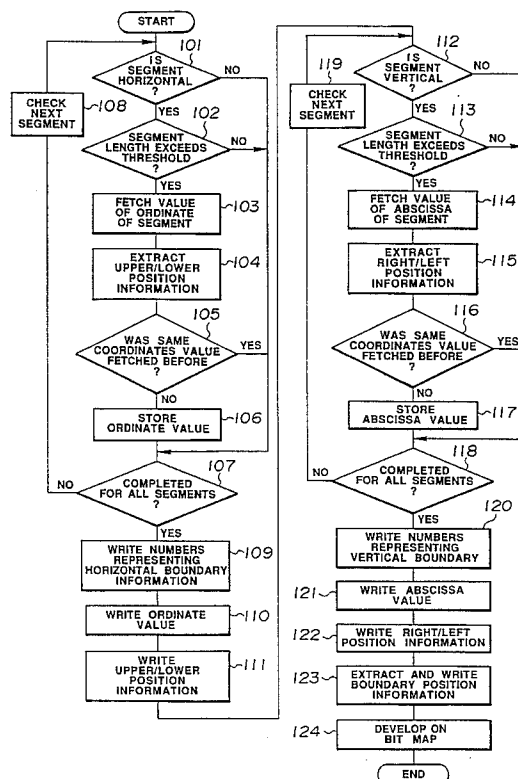 START
101
IS
SEGMENT
HORIZONTAL
?
NO
YES
CHECK
NEXT
SEGMENT
108
102
SEGMENT
LENGTH EXCEEDS
THRESHOLD
?
NO
YES
FETCH VALUE
OF ORDINATE
OF SEGMENT
103
EXTRACT
UPPER/LOWER
POSITION
INFORMATION
104
105
WAS SAME
COORDINATES VALUE
FETCHED BEFORE
?
YES
NO
STORE
ORDINATE VALUE
106
107
NO
COMPLETED
FOR ALL SEGMENTS
?
YES
WRITE NUMBERS
REPRESENTING
HORIZONTAL BOUNDARY
INFORMATION
109
WRITE ORDINATE
VALUE
110
WRITE
UPPER/LOWER
POSITION
INFORMATION
111
112
IS
SEGMENT
VERTICAL
?
NO
YES
119
CHECK
NEXT
SEGMENT
113
SEGMENT
LENGTH EXCEEDS
THRESHOLD
?
NO
YES
FETCH VALUE
OF ABSCISSA
OF SEGMENT
114
EXTRACT
RIGHT/LEFT
POSITION
INFORMATION
115
116
WAS SAME
COORDINATES VALUE
FETCHED BEFORE
?
YES
NO
STORE
ABSCISSA VALUE
117
118
NO
COMPLETED
FOR ALL SEGMENTS
?
YES
120
WRITE NUMBERS
REPRESENTING
VERTICAL BOUNDARY
121
WRITE ABSCISSA
VALUE
122
WRITE RIGHT/LEFT
POSITION INFORMATION
123
EXTRACT AND WRITE
BOUNDARY POSITION
INFORMATION
124
DEVELOP ON
BIT MAP
END